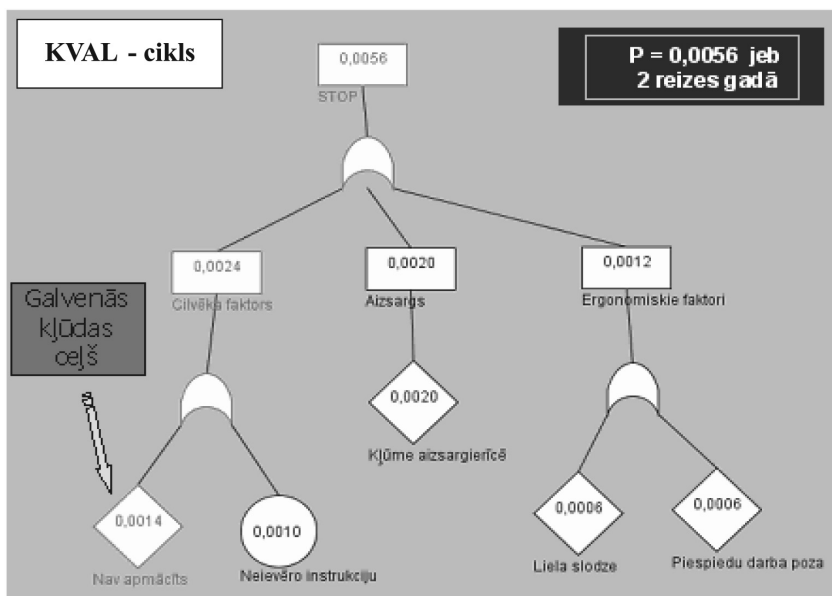 KVAL - cikls
P = 0,0056 jeb
2 reizes gadā
0,0056
STOP
0,0024
Cilvēka faktors
0,0020
Aizsargs
0,0012
Ergonomiskie faktori
Galvenās
kļūdas
ceļš
0,0020
Kļūme aizsargierīcē
0,0014
Nav apmācīts
0,0010
Neievēro instrukciju
0,0006
Liela slodze
0,0006
Piespiedu darba poza